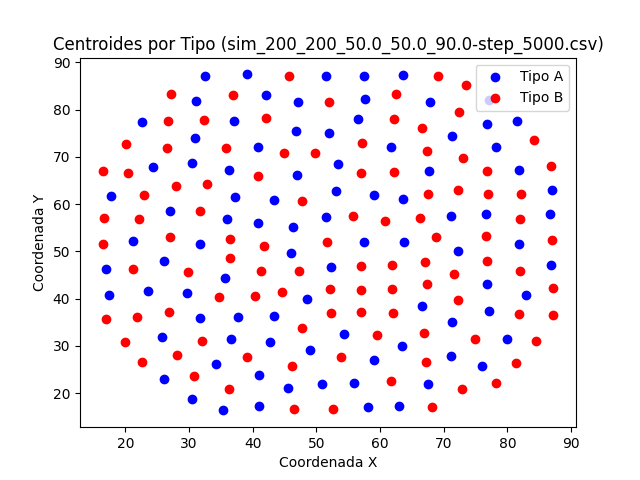 Centroides por Tipo (sim_200_200_50.0_50.0_90.0-step_5000.csv)
Tipo A
Tipo B
90
80
70
60
50
40
30
20
Coordenada Y
20 30 40 50 60 70 80 90
Coordenada X